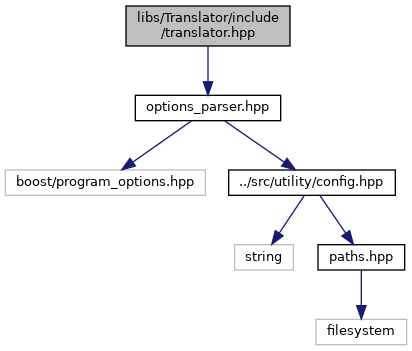 libs/Translator/include
/translator.hpp
options_parser.hpp
boost/program_options.hpp
../src/utility/config.hpp
string
paths.hpp
filesystem